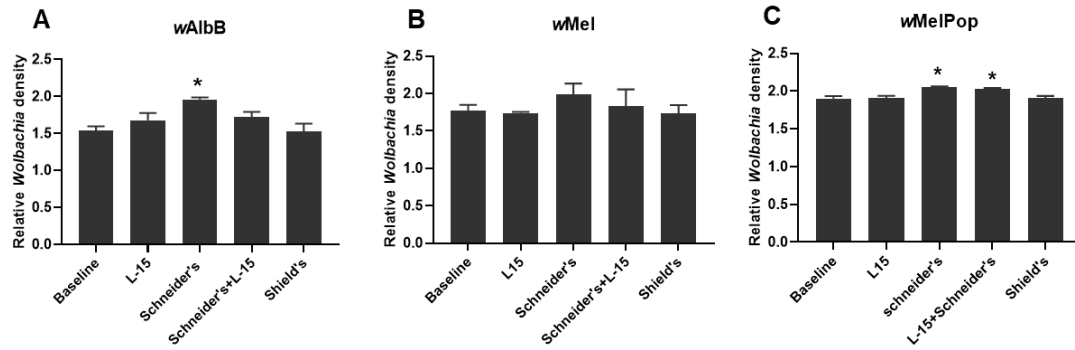 A
wAlbB
Relative Wolbachia density
2.5
2.0
1.5
1.0
0.5
0.0
*
Baseline
L-15
Schneider's
Schneider's+L-15
Shield's
B
wMel
Relative Wolbachia density
2.5
2.0
1.5
1.0
0.5
0.0
Baseline
L15
Schneider's
Schneider's+L-15
Shield's
C
wMelPop
Relative Wolbachia density
2.5
2.0
1.5
1.0
0.5
0.0
*
*
Baseline
L15
schneider's
L-15+Schneider's
Shield's